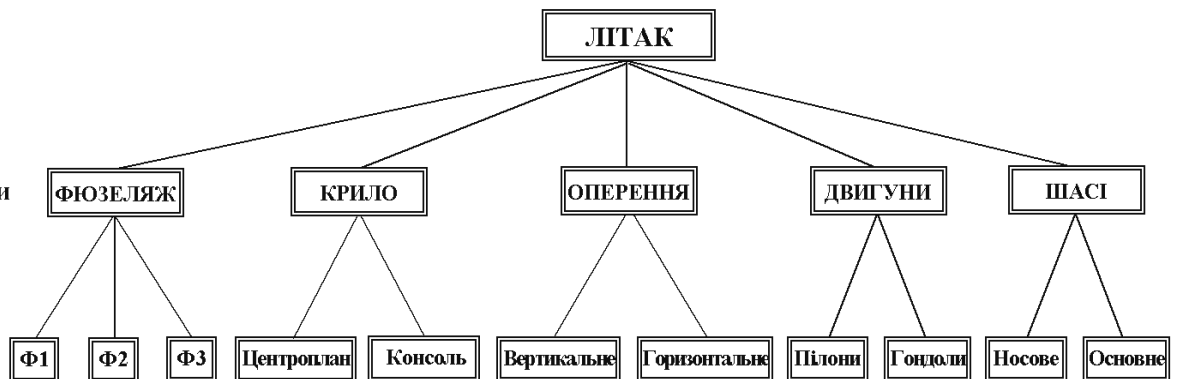 ЛІТАК
и
ФЮЗЕЛЯЖ КРИЛО ОПЕРЕННЯ ДВИГУНИ ШАСІ
Ф1 Ф2 Ф3 Центроплан Консоль Вертикальне Горизонтальне Пілони Гондоли Носове Основне